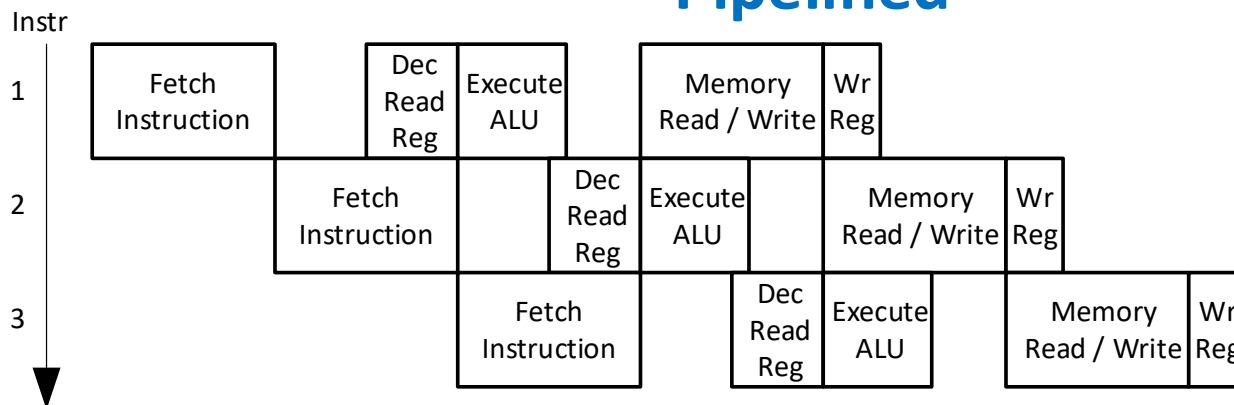 Pipelined
Instr
1
Fetch
Instruction
Dec
Read
Reg
Execute
ALU
Memory
Read / Write
Wr
Reg
2
Fetch
Instruction
Dec
Read
Reg
Execute
ALU
Memory
Read / Write
Wr
Reg
3
Fetch
Instruction
Dec
Read
Reg
Execute
ALU
Memory
Read / Write
Wr
Reg